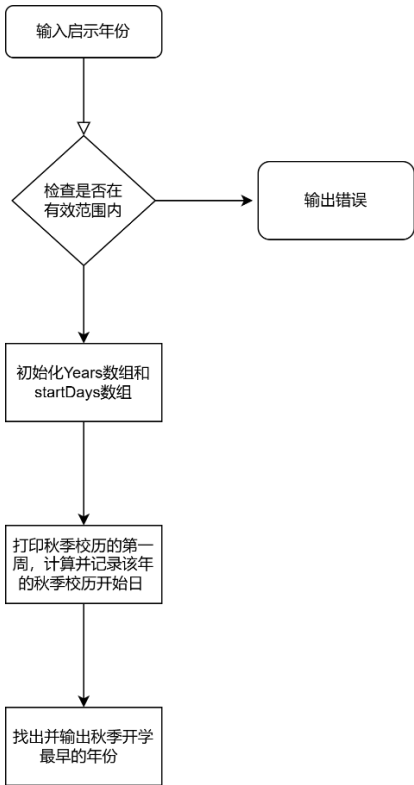 输入启示年份
检查是否在
有效范围内
输出错误
初始化Years数组和
startDays数组
打印秋季校历的第一
周，计算并记录该年
的秋季校历开始日
找出并输出秋季开学
最早的年份